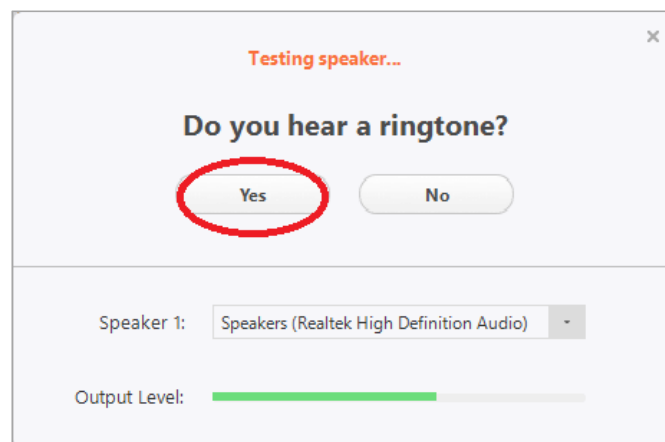 Testing speaker...
Do you hear a ringtone?
Yes No
Speaker 1: Speakers (Realtek High Definition Audio)
Output Level: